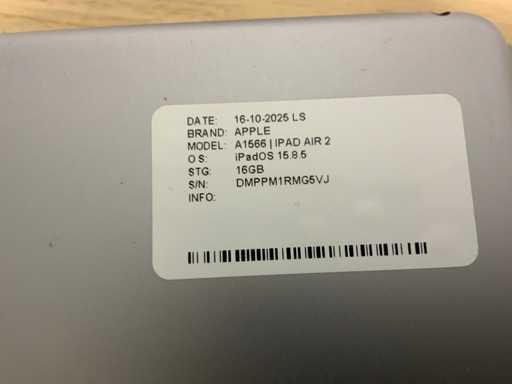 DATE: 16-10-2025 LS
BRAND: APPLE
MODEL: A1566 | IPAD AIR 2
OS: iPadOS 15.8.5
STG: 16GB
S/N: DMPPM1RMG5VJ
INFO: